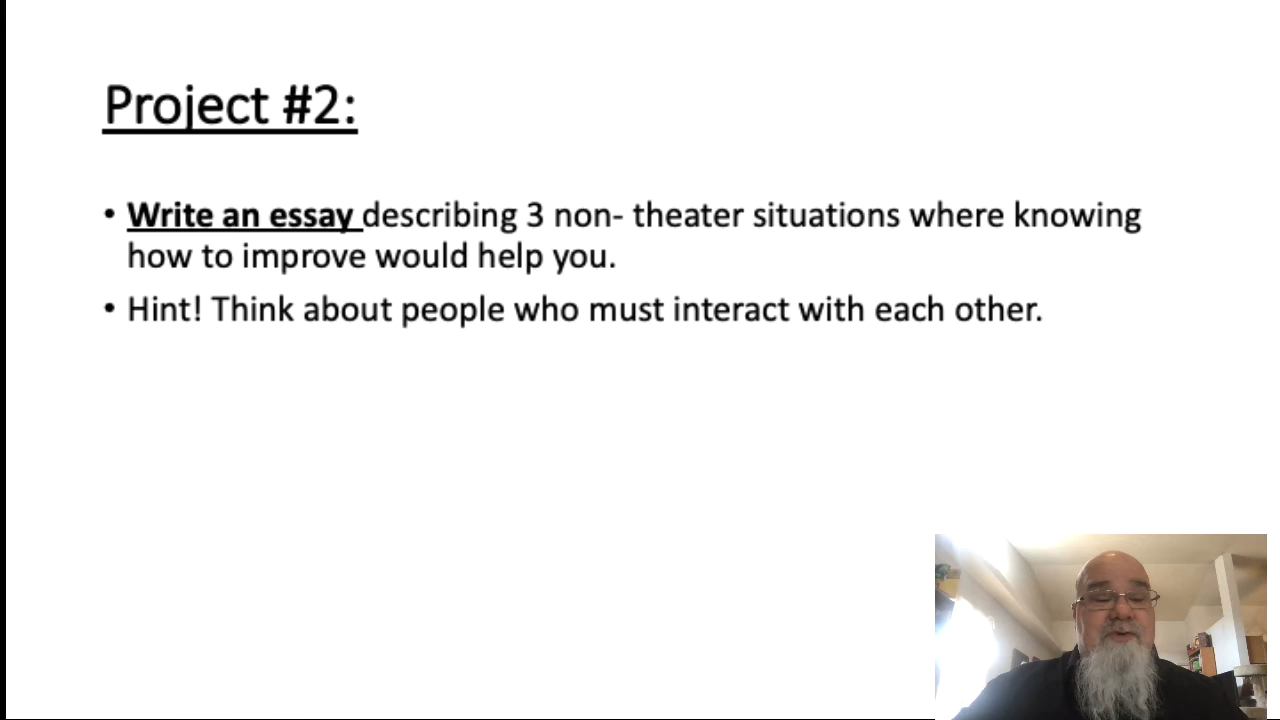 Project #2:
• Write an essay describing 3 non- theater situations where knowing
how to improve would help you.
• Hint! Think about people who must interact with each other.